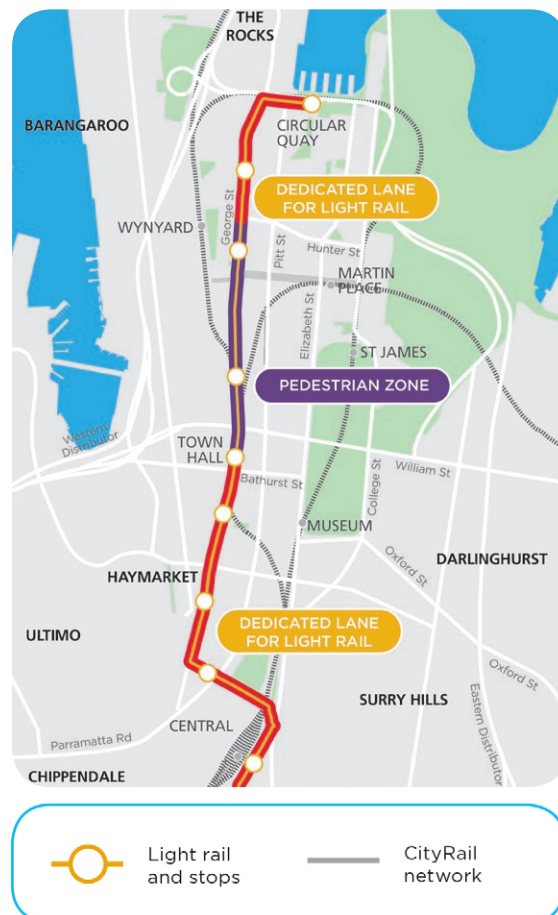 THE
ROCKS
BARANGAROO
CIRCULAR
QUAY
DEDICATED LANE
FOR LIGHT RAIL
WYNYARD
George St
Pitt St
Hunter St
MARTIN
PLACE
Elizabeth St
ST JAMES
PEDESTRIAN ZONE
Western
Distributor
TOWN
HALL
William St
Bathurst St
College St
MUSEUM
Oxford St
DARLINGHURST
HAYMARKET
DEDICATED LANE
FOR LIGHT RAIL
ULTIMO
Oxford St
SURRY HILLS
Eastern Distributor
CENTRAL
Parramatta Rd
CHIPPENDALE
Light rail
and stops
CityRail
network